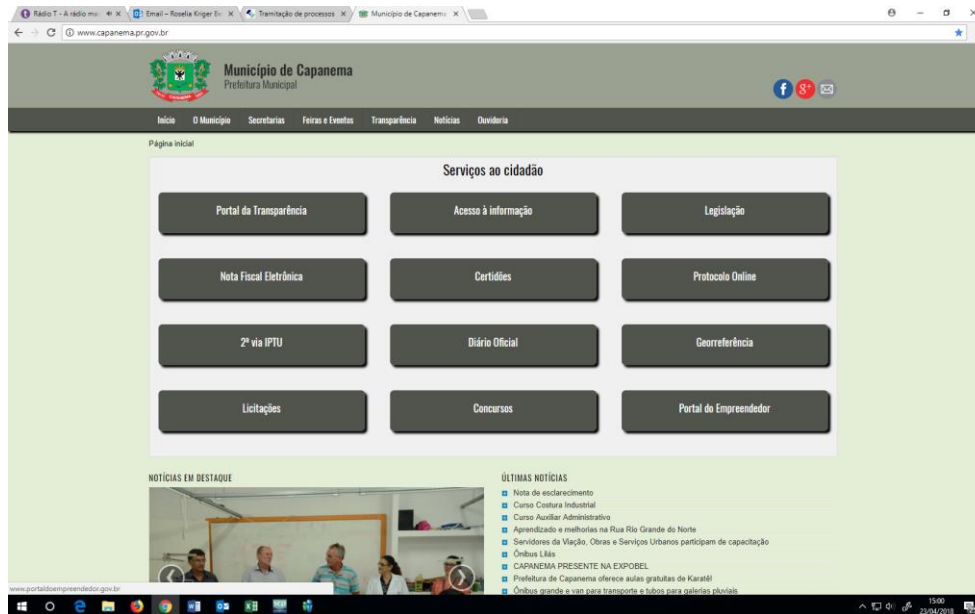 Rádio T - A rádio mu
Email – Roselia Kriger Be
Tramitação de processos
Município de Capanema
www.capanema.pr.gov.br
Município de Capanema
Prefeitura Municipal
Início O Município Secretarias Feiras e Eventos Transparência Notícias Ouvidoria
Página inicial
Serviços ao cidadão
Portal da Transparência Acesso à informação Legislação
Nota Fiscal Eletrônica Certidões Protocolo Online
2ª via IPTU Diário Oficial Georreferência
Licitações Concursos Portal do Empreendedor
NOTÍCIAS EM DESTAQUE
ÚLTIMAS NOTÍCIAS
Nota de esclarecimento
Curso Costura Industrial
Curso Auxiliar Administrativo
Aprendizado e melhorias na Rua Rio Grande do Norte
Servidores da Viação, Obras e Serviços Urbanos participam de capacitação
Ônibus Lilás
CAPANEMA PRESENTE NA EXPOBEL
Prefeitura de Capanema oferece aulas gratuitas de Karatê!
Ônibus grande e van para transporte e tubos para galerias pluviais
www.portaldoempreendedor.gov.br
15:00
23/04/2018